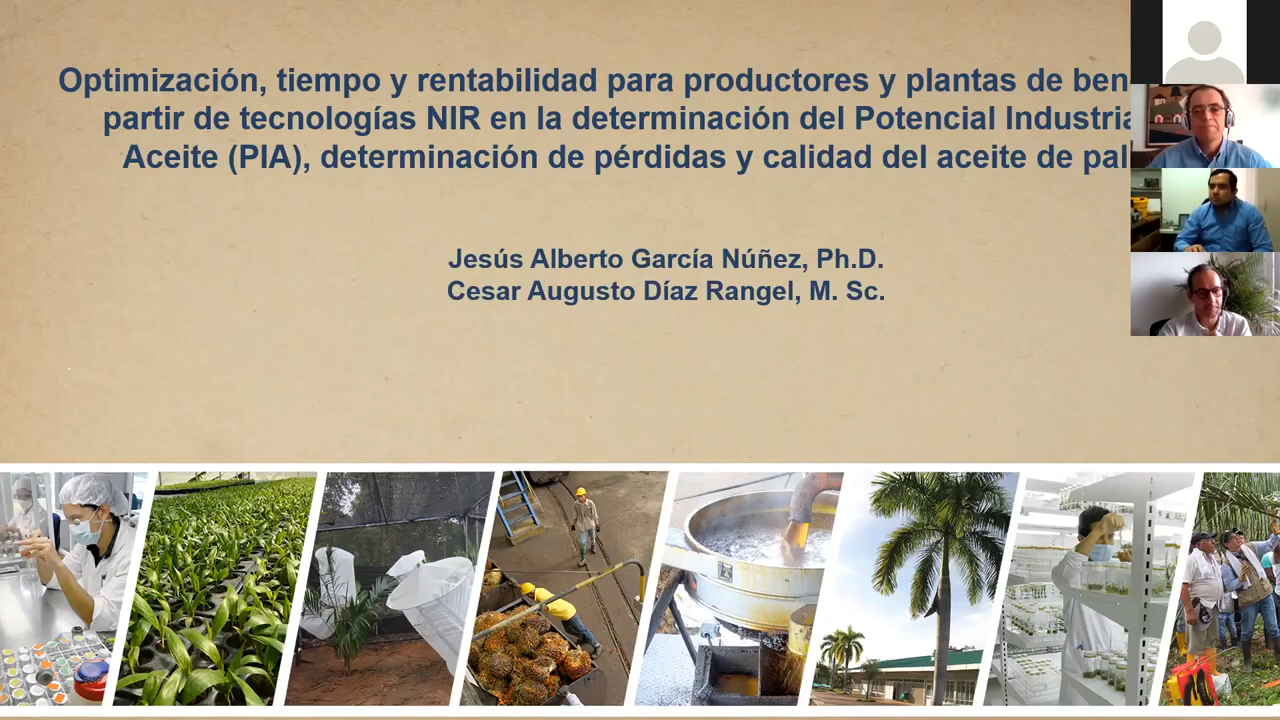 Optimización, tiempo y rentabilidad para productores y plantas de ben
partir de tecnologías NIR en la determinación del Potencial Industria
Aceite (PIA), determinación de pérdidas y calidad del aceite de pal
Jesús Alberto García Núñez, Ph.D.
Cesar Augusto Díaz Rangel, M. Sc.